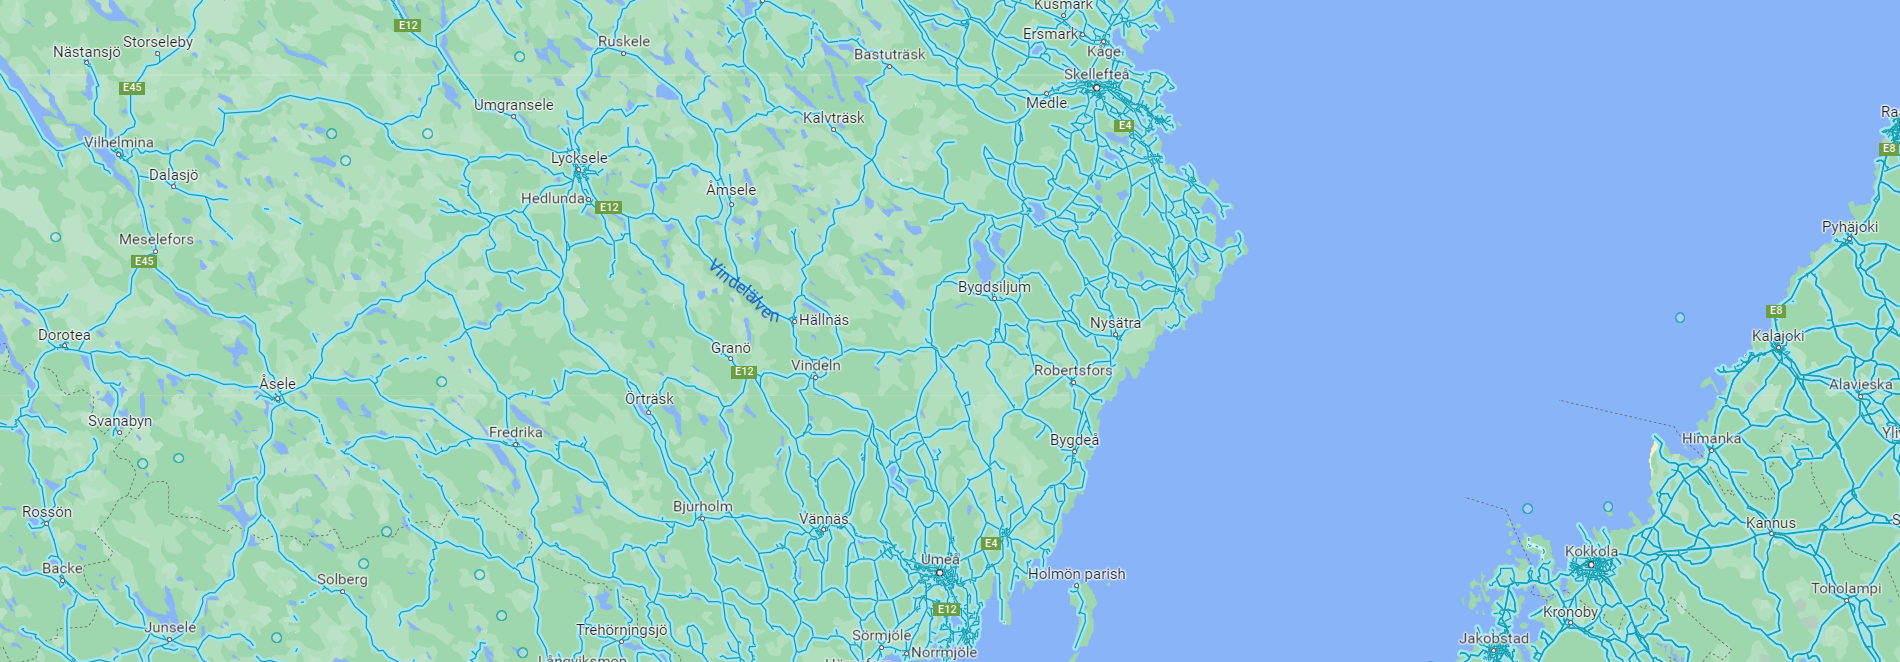 Kusmark
E12
Ersmark
Storseleby
Ruskele
Nästansjö
Kåge
Bastuträsk
Skellefteå
E45
Medle
Umgransele
Kalvträsk
E4
Vilhelmina
E8
Lycksele
Dalasjö
Åmsele
Hedlunda
E12
Pyhäjoki
Meselefors
E45
Vindelälven
Bygdsiljum
E8
Hällnäs
Nysätra
Dorotea
Kalajoki
Granö
Vindeln
E12
Robertsfors
Åsele
Alavieska
Örträsk
Svanabyn
Fredrika
Himanka
Bygdeå
Bjurholm
Rossön
Vännäs
Kannus
E4
Kokkola
Umeå
Backe
Holmön parish
Solberg
Toholampi
E12
Kronoby
Junsele
Trehörningsjö
Sörmjöle
Jakobstad
Norrmjöle